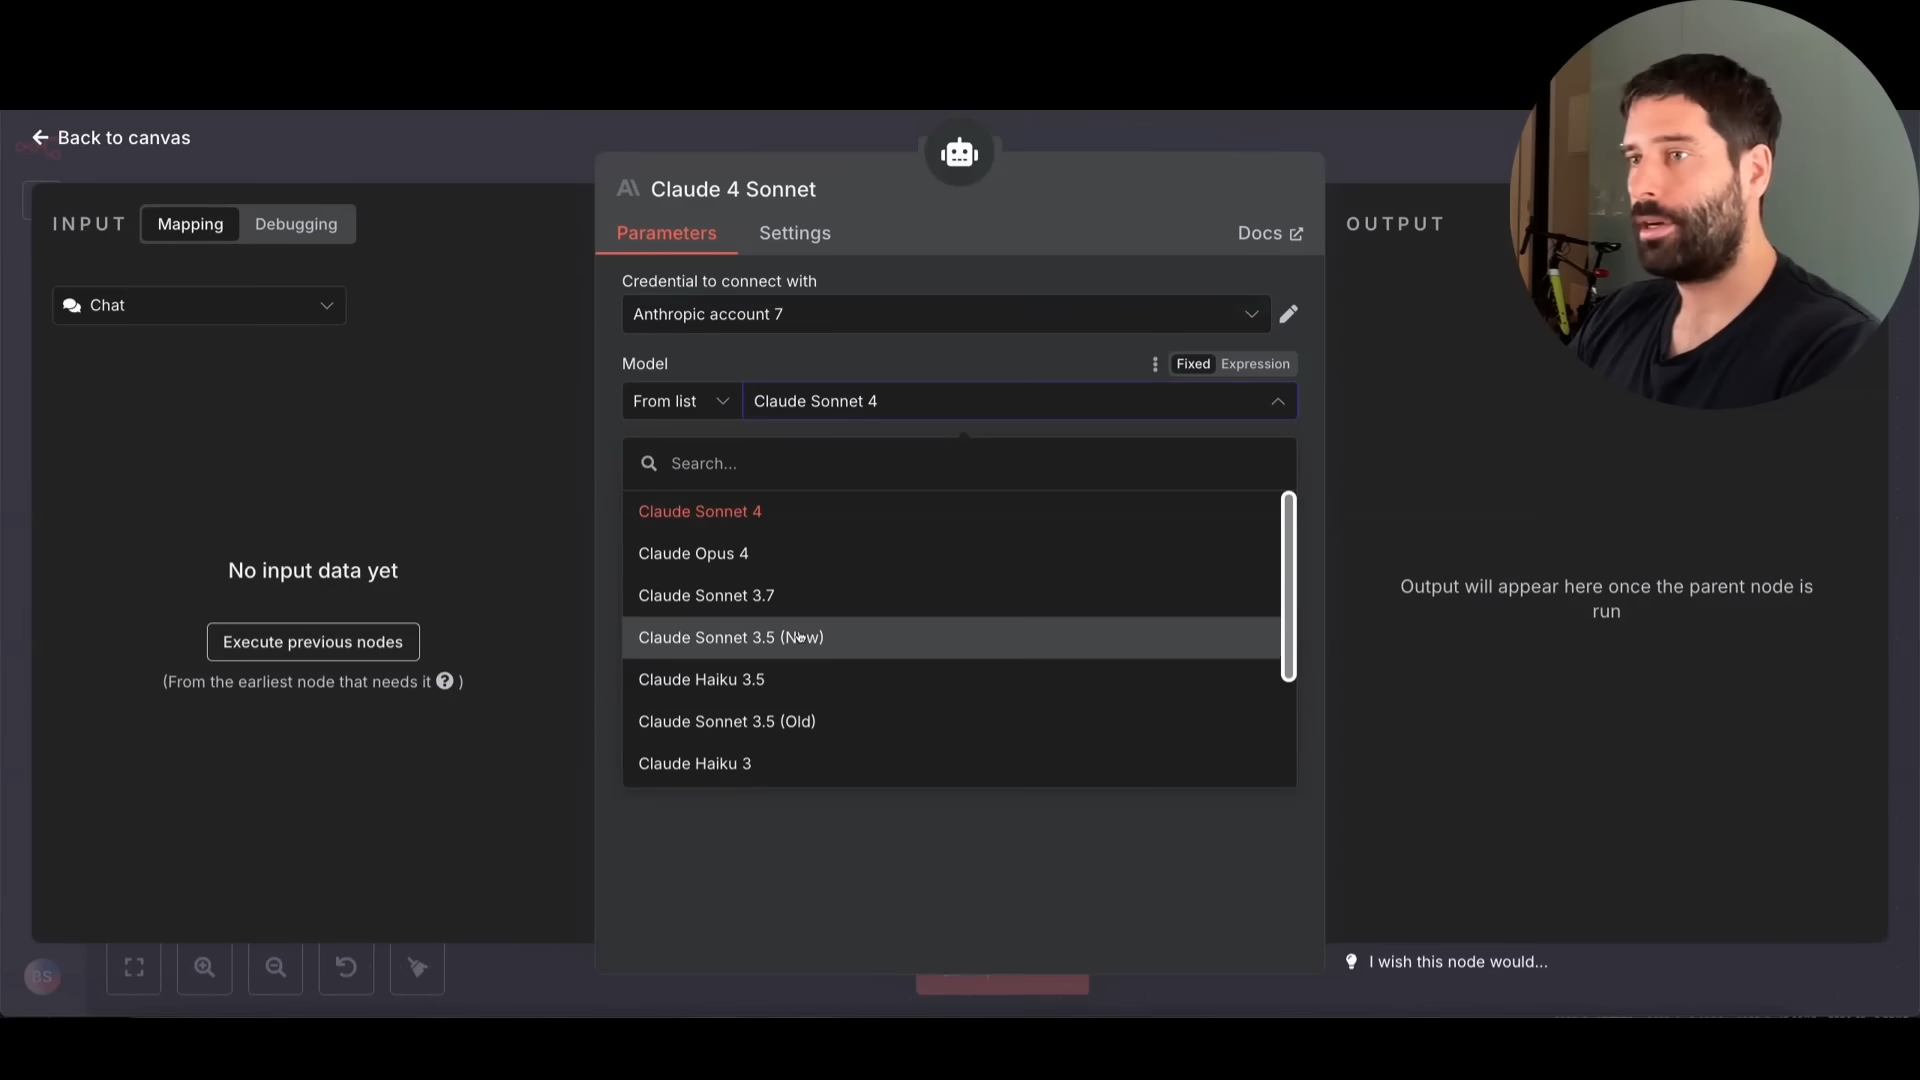 Back to canvas
Claude 4 Sonnet
INPUT
Mapping
Debugging
Parameters
Settings
Docs
OUTPUT
Chat
Credential to connect with
Anthropic account 7
Model
Fixed
Expression
From list
Claude Sonnet 4
Search...
Claude Sonnet 4
Claude Opus 4
Claude Sonnet 3.7
Claude Sonnet 3.5 (New)
Claude Haiku 3.5
Claude Sonnet 3.5 (Old)
Claude Haiku 3
No input data yet
Execute previous nodes
(From the earliest node that needs it ? )
Output will appear here once the parent node is
run
I wish this node would...
BS